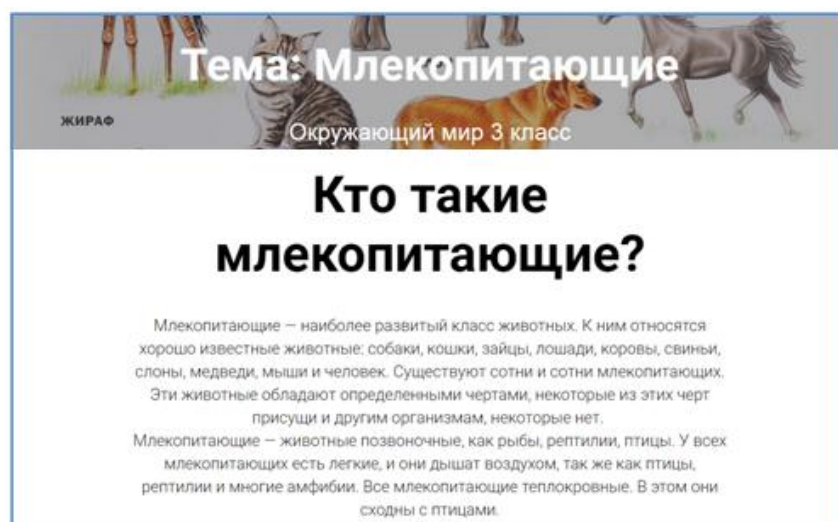 Тема: Млекопитающие
ЖИРАФ
Окружающий мир 3 класс
Кто такие
млекопитающие?
Млекопитающие — наиболее развитый класс животных. К ним относятся
хорошо известные животные: собаки, кошки, зайцы, лошади, коровы, свиньи,
слоны, медведи, мыши и человек. Существуют сотни и сотни млекопитающих.
Эти животные обладают определенными чертами, некоторые из этих черт
присущи и другим организмам, некоторые нет.
Млекопитающие — животные позвоночные, как рыбы, рептилии, птицы. У всех
млекопитающих есть легкие, и они дышат воздухом, так же как птицы,
рептилии и многие амфибии. Все млекопитающие теплокровные. В этом они
сходны с птицами.